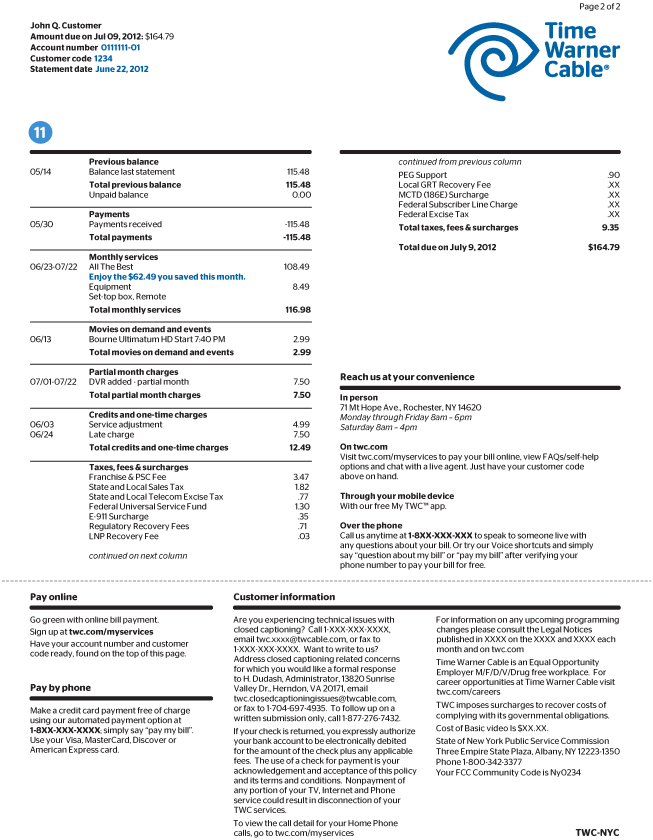 Page 2 of 2
John Q. Customer
Amount due on Jul 09, 2012: $164.79
Account number 0111111-01
Customer code 1234
Statement date June 22, 2012
Time
Warner
Cable®
11
Previous balance
05/14 Balance last statement 115.48
Total previous balance 115.48
Unpaid balance 0.00
Payments
05/30 Payments received -115.48
Total payments -115.48
Monthly services
06/23-07/22 All The Best 108.49
Enjoy the $62.49 you saved this month.
Equipment 8.49
Set-top box, Remote
Total monthly services 116.98
Movies on demand and events
06/13 Bourne Ultimatum HD Start 7:40 PM 2.99
Total movies on demand and events 2.99
Partial month charges
07/01-07/22 DVR added - partial month 7.50
Total partial month charges 7.50
Credits and one-time charges
06/03 Service adjustment 4.99
06/24 Late charge 7.50
Total credits and one-time charges 12.49
Taxes, fees & surcharges
Franchise & PSC Fee 3.47
State and Local Sales Tax 1.82
State and Local Telecom Excise Tax .77
Federal Universal Service Fund 1.30
E-911 Surcharge .35
Regulatory Recovery Fees .71
LNP Recovery Fee .03
continued on next column
continued from previous column
PEG Support .90
Local GRT Recovery Fee .XX
MCTD (186E) Surcharge .XX
Federal Subscriber Line Charge .XX
Federal Excise Tax .XX
Total taxes, fees & surcharges 9.35
Total due on July 9, 2012 $164.79
Reach us at your convenience
In person
71 Mt Hope Ave., Rochester, NY 14620
Monday through Friday 8am – 6pm
Saturday 8am – 4pm
On twc.com
Visit twc.com/myservices to pay your bill online, view FAQs/self-help
options and chat with a live agent. Just have your customer code
above on hand.
Through your mobile device
With our free My TWC™ app.
Over the phone
Call us anytime at 1-8XX-XXX-XXX to speak to someone live with
any questions about your bill. Or try our Voice shortcuts and simply
say "question about my bill" or "pay my bill" after verifying your
phone number to pay your bill for free.
Pay online
Go green with online bill payment.
Sign up at twc.com/myservices
Have your account number and customer
code ready, found on the top of this page.
Pay by phone
Make a credit card payment free of charge
using our automated payment option at
1-8XX-XXX-XXXX; simply say "pay my bill".
Use your Visa, MasterCard, Discover or
American Express card.
Customer information
Are you experiencing technical issues with
closed captioning? Call 1-XXX-XXX-XXXX,
email twc.xxxx@twcable.com, or fax to
1-XXX-XXX-XXXX. Want to write to us?
Address closed captioning related concerns
for which you would like a formal response
to H. Dudash, Administrator, 13820 Sunrise
Valley Dr., Herndon, VA 20171, email
twc.closedcaptioningissues@twcable.com,
or fax to 1-704-697-4935. To follow up on a
written submission only, call 1-877-276-7432.
If your check is returned, you expressly authorize
your bank account to be electronically debited
for the amount of the check plus any applicable
fees. The use of a check for payment is your
acknowledgement and acceptance of this policy
and its terms and conditions. Nonpayment of
any portion of your TV, Internet and Phone
service could result in disconnection of your
TWC services.
To view the call detail for your Home Phone
calls, go to twc.com/myservices
For information on any upcoming programming
changes please consult the Legal Notices
published in XXXX on the XXXX and XXXX each
month and on twc.com
Time Warner Cable is an Equal Opportunity
Employer M/F/D/V/Drug free workplace. For
career opportunities at Time Warner Cable visit
twc.com/careers
TWC imposes surcharges to recover costs of
complying with its governmental obligations.
Cost of Basic video Is $XX.XX.
State of New York Public Service Commission
Three Empire State Plaza, Albany, NY 12223-1350
Phone 1-800-342-3377
Your FCC Community Code is Ny0234
TWC-NYC